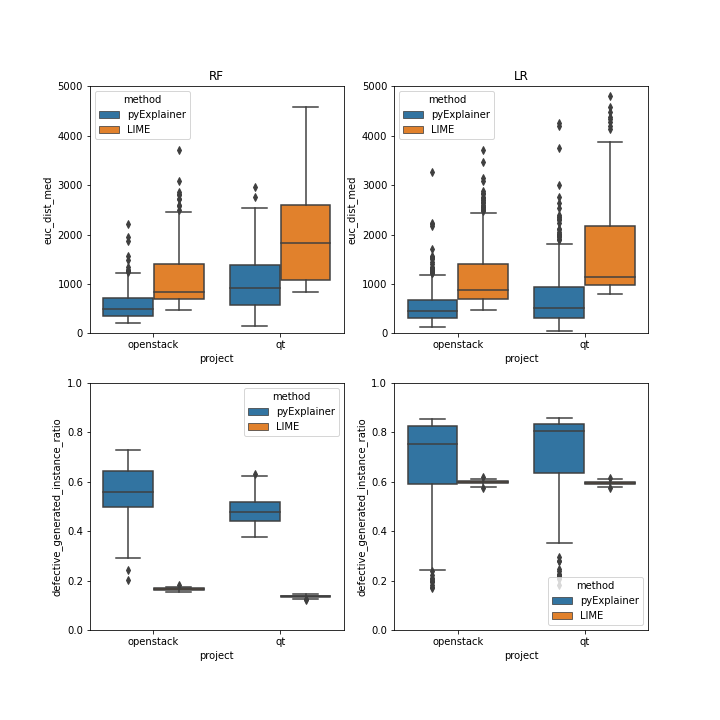 RF
euc_dist_med
5000
4000
3000
2000
1000
0
method
pyExplainer
LIME
openstack
qt
project
LR
euc_dist_med
5000
4000
3000
2000
1000
0
method
pyExplainer
LIME
openstack
qt
project
defective_generated_instance_ratio
1.0
0.8
0.6
0.4
0.2
0.0
method
pyExplainer
LIME
openstack
qt
project
defective_generated_instance_ratio
1.0
0.8
0.6
0.4
0.2
0.0
method
pyExplainer
LIME
openstack
qt
project